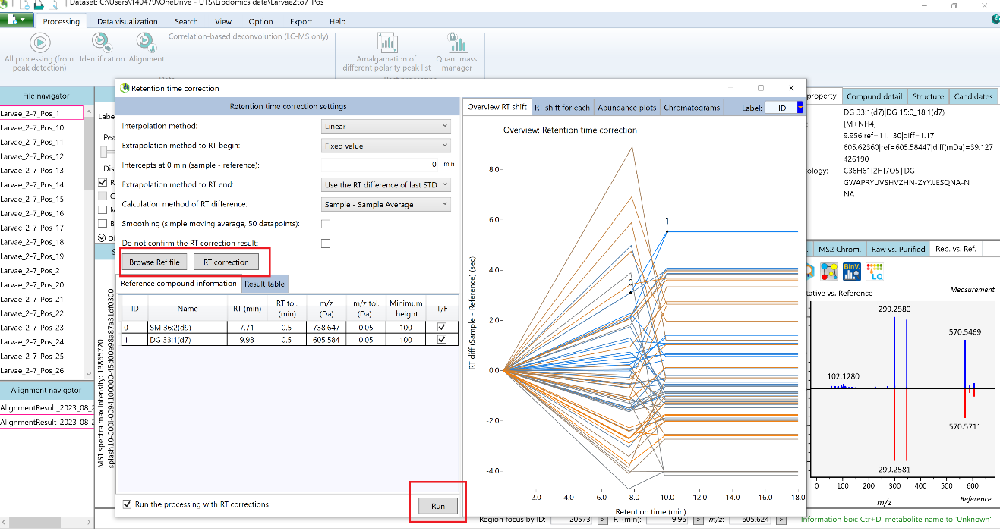 Dataset: C:\Users\140479\OneDrive - UTS\Lipdomics data\Larvae2to7_Pos
Processing
Data visualization
Search
View
Option
Export
Help
Correlation-based deconvolution (LC-MS only)
All processing (from
peak detection)
Identification
Alignment
Amalgamation of
different polarity peak list
Quant mass
manager
File navigator
Larvae_2-7_Pos_1
Larvae_2-7_Pos_10
Larvae_2-7_Pos_11
Larvae_2-7_Pos_12
Larvae_2-7_Pos_13
Larvae_2-7_Pos_14
Larvae_2-7_Pos_15
Larvae_2-7_Pos_16
Larvae_2-7_Pos_17
Larvae_2-7_Pos_18
Larvae_2-7_Pos_19
Larvae_2-7_Pos_2
Larvae_2-7_Pos_20
Larvae_2-7_Pos_21
Larvae_2-7_Pos_22
Larvae_2-7_Pos_23
Larvae_2-7_Pos_24
Larvae_2-7_Pos_25
Larvae_2-7_Pos_26
Alignment navigator
AlignmentResult_2023_08_2
AlignmentResult_2023_08_2
MS1 spectra max intensity: 13865720
splash10-000i-0094100000-45d00e98a87a31df0300
Retention time correction
Retention time correction settings
Interpolation method: Linear
Extrapolation method to RT begin: Fixed value
Intercepts at 0 min (sample - reference): 0 min
Extrapolation method to RT end: Use the RT difference of last STD
Calculation method of RT difference: Sample - Sample Average
Smoothing (simple moving average, 50 datapoints):
Do not confirm the RT correction result:
Browse Ref file
RT correction
Reference compound information
Result table
ID Name RT (min) RT tol. (min) m/z (Da) m/z tol. (Da) Minimum height T/F
0 SM 36:2(d9) 7.71 0.5 738.647 0.05 100
1 DG 33:1(d7) 9.98 0.5 605.584 0.05 100
Run the processing with RT corrections
Run
Overview RT shift
RT shift for each
Abundance plots
Chromatograms
Label: ID
Overview: Retention time correction
RT diff (Sample - Reference) (sec)
8.0
6.0
4.0
2.0
0.0
-2.0
-4.0
0
1
2.0 4.0 6.0 8.0 10.0 12.0 14.0 16.0 18.0
Retention time (min)
property
Compund detail
Structure
Candidates
DG 33:1(d7)|DG 15:0_18:1(d7)
[M+NH4]+
9.956|ref=11.130|diff=1.17
605.62360|ref=605.58447|diff(mDa)=39.127
426190
ology: C36H61[2H]7O5|DG
GWAPRYUVSHVZHN-ZYYJJESQNA-N
NA
MS2 Chrom.
Raw vs. Purified
Rep. vs. Ref.
BinV.
LQ
tative vs. Reference
Measurement
299.2580
570.5469
102.1280
570.5711
299.2581
0 100 200 300 400 500 600
m/z
Reference
Region focus by ID: 20573 > RT(min): 9.96 > m/z: 605.624 >
Information box: Ctr+D, metabolite name to 'Unknown'